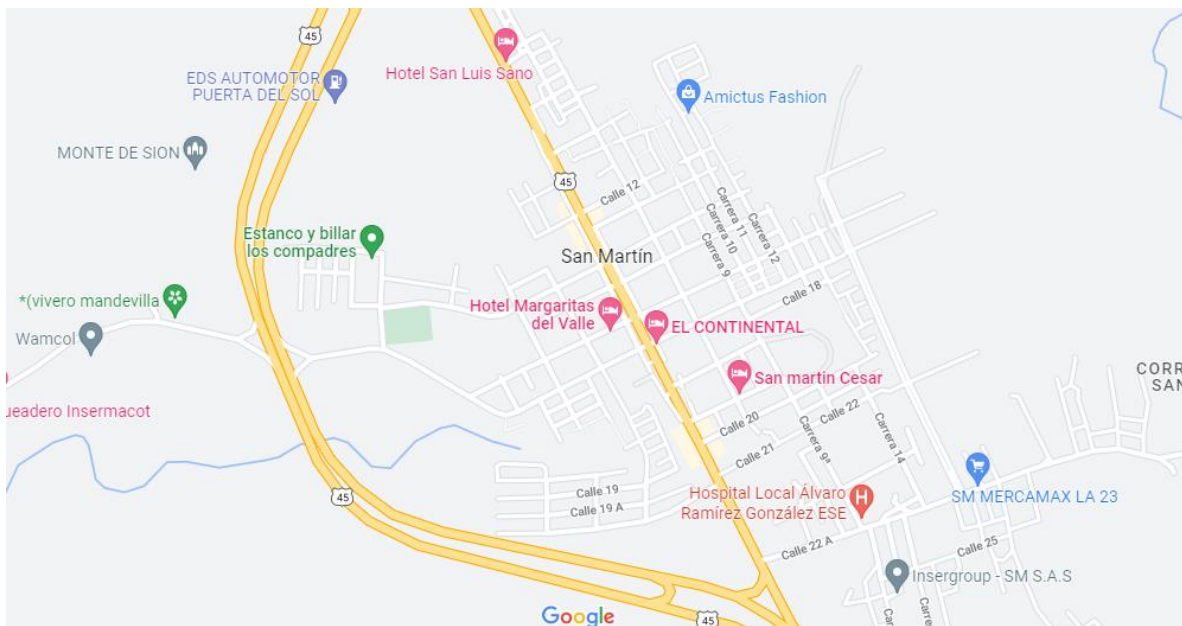 45
Hotel San Luis Sano
EDS AUTOMOTOR
PUERTA DEL SOL
Amictus Fashion
MONTE DE SION
45
Calle 12
Carrera 11
Carrera 10
Carrera 12
Carrera 9
Estanco y billar
los compadres
San Martín
*(vivero mandevilla
Hotel Margaritas
del Valle
Calle 18
EL CONTINENTAL
Wamcol
San martin Cesar
CORR
SAN
ueadero Insermacot
Calle 20
Calle 22
Calle 21
Carrera 9ª
Carrera 14
Calle 19
Calle 19 A
45
Hospital Local Álvaro
Ramírez González ESE
H
SM MERCAMAX LA 23
Calle 22 A
Calle 25
Insergroup - SM S.A.S
Carrera
Carre
Google
45